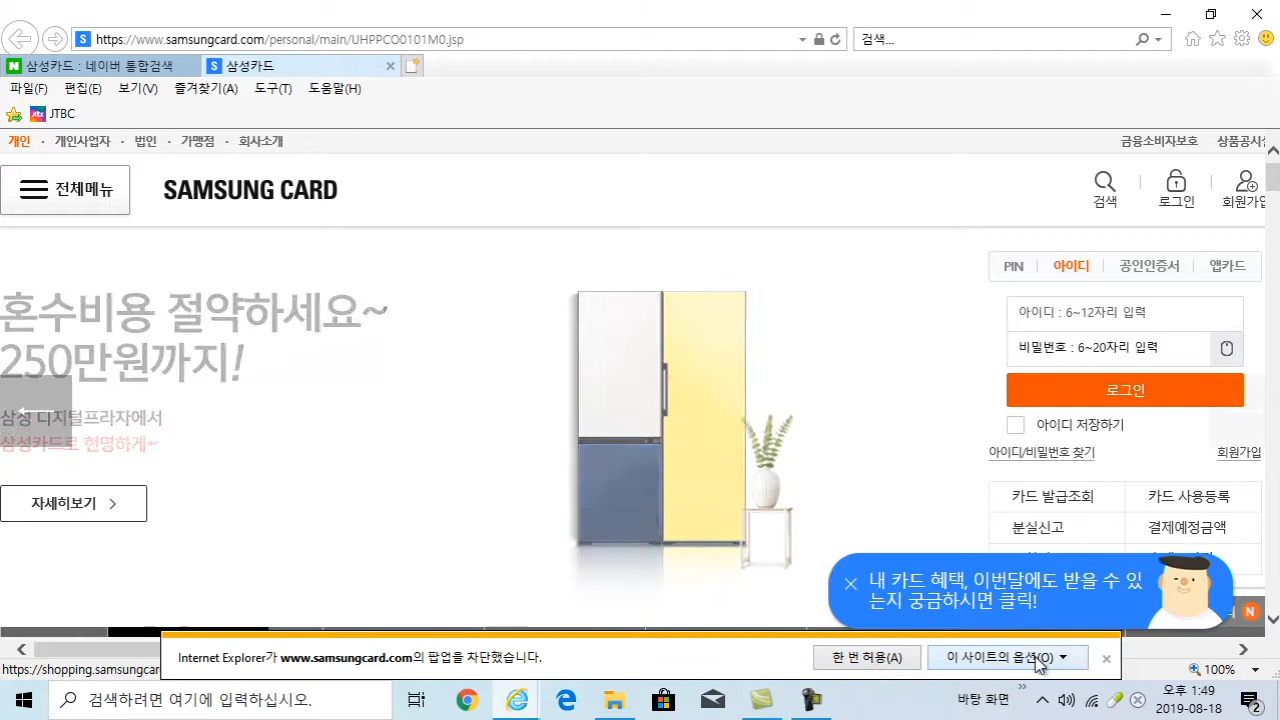 https://www.samsungcard.com/personal/main/UHPPCO0101M0.jsp
검색...
삼성카드 : 네이버 통합검색
삼성카드
파일(F) 편집(E) 보기(V) 즐겨찾기(A) 도구(T) 도움말(H)
JTBC
개인 · 개인사업자 · 법인 · 가맹점 · 회사소개
금융소비자보호 상품공시
전체메뉴
SAMSUNG CARD
검색
로그인
회원가입
PIN
아이디
공인인증서
앱카드
혼수비용 절약하세요~
250만원까지!
삼성 디지털프라자에서
삼성카드로 현명하게~
자세히보기 >
아이디 : 6~12자리 입력
비밀번호 : 6~20자리 입력
로그인
아이디 저장하기
아이디/비밀번호 찾기
회원가입
카드 발급조회
카드 사용등록
분실신고
결제예정금액
내 카드 혜택, 이번달에도 받을 수 있
는지 궁금하시면 클릭!
N
Internet Explorer가 www.samsungcard.com의 팝업을 차단했습니다.
한 번 허용(A)
이 사이트의 옵션(O)
https://shopping.samsungcar
100%
검색하려면 여기에 입력하십시오.
바탕 화면
오후 1:49
2019-08-18
2